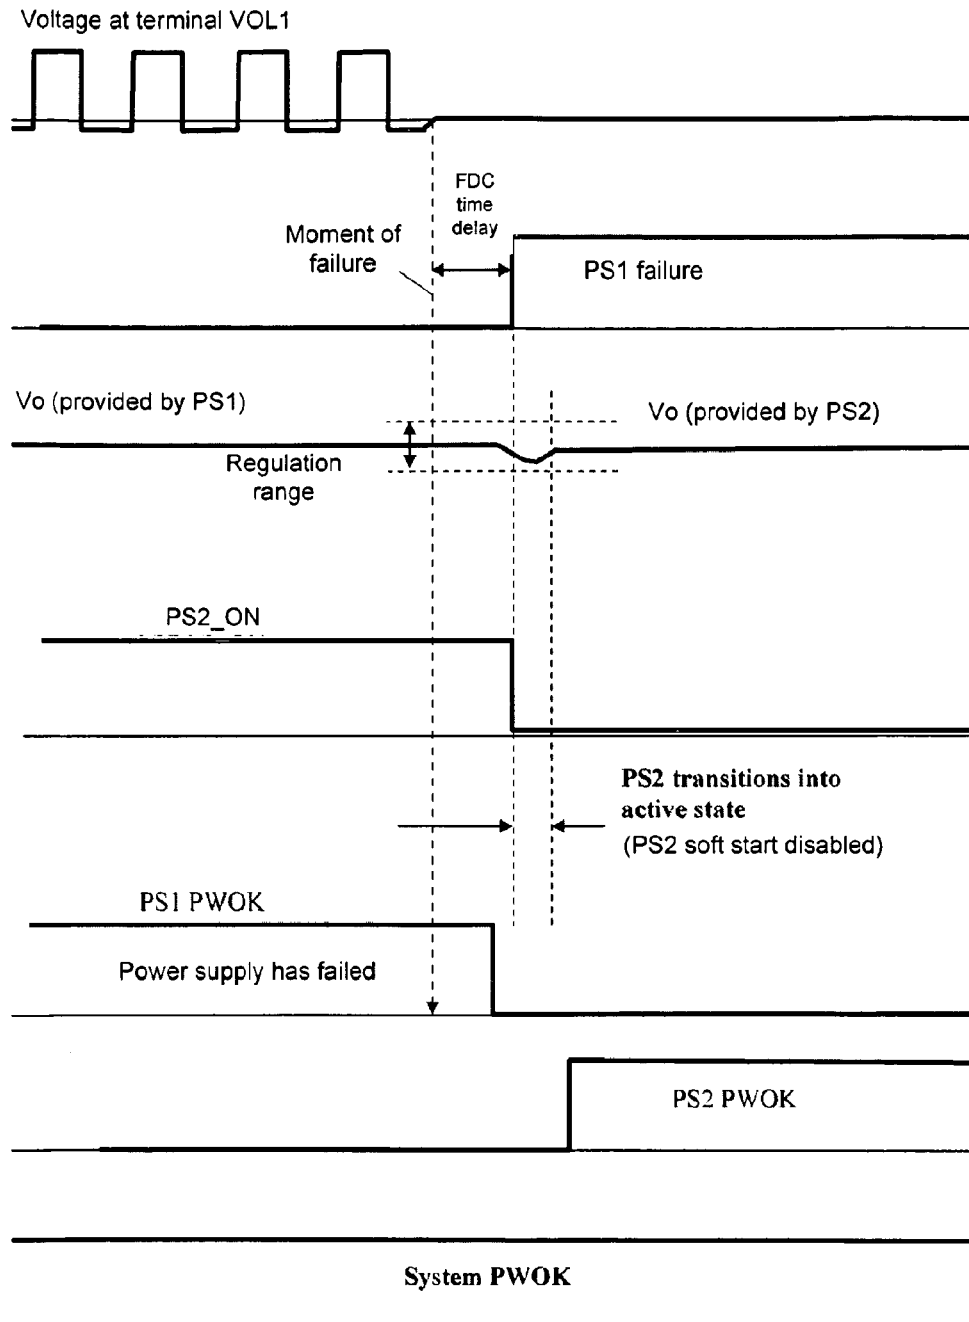 Voltage at terminal VOL1
FDC
time
delay
Moment of
failure
PS1 failure
Vo (provided by PS1)
Vo (provided by PS2)
Regulation
range
PS2_ON
PS2 transitions into
active state
(PS2 soft start disabled)
PS1 PWOK
Power supply has failed
PS2 PWOK
System PWOK